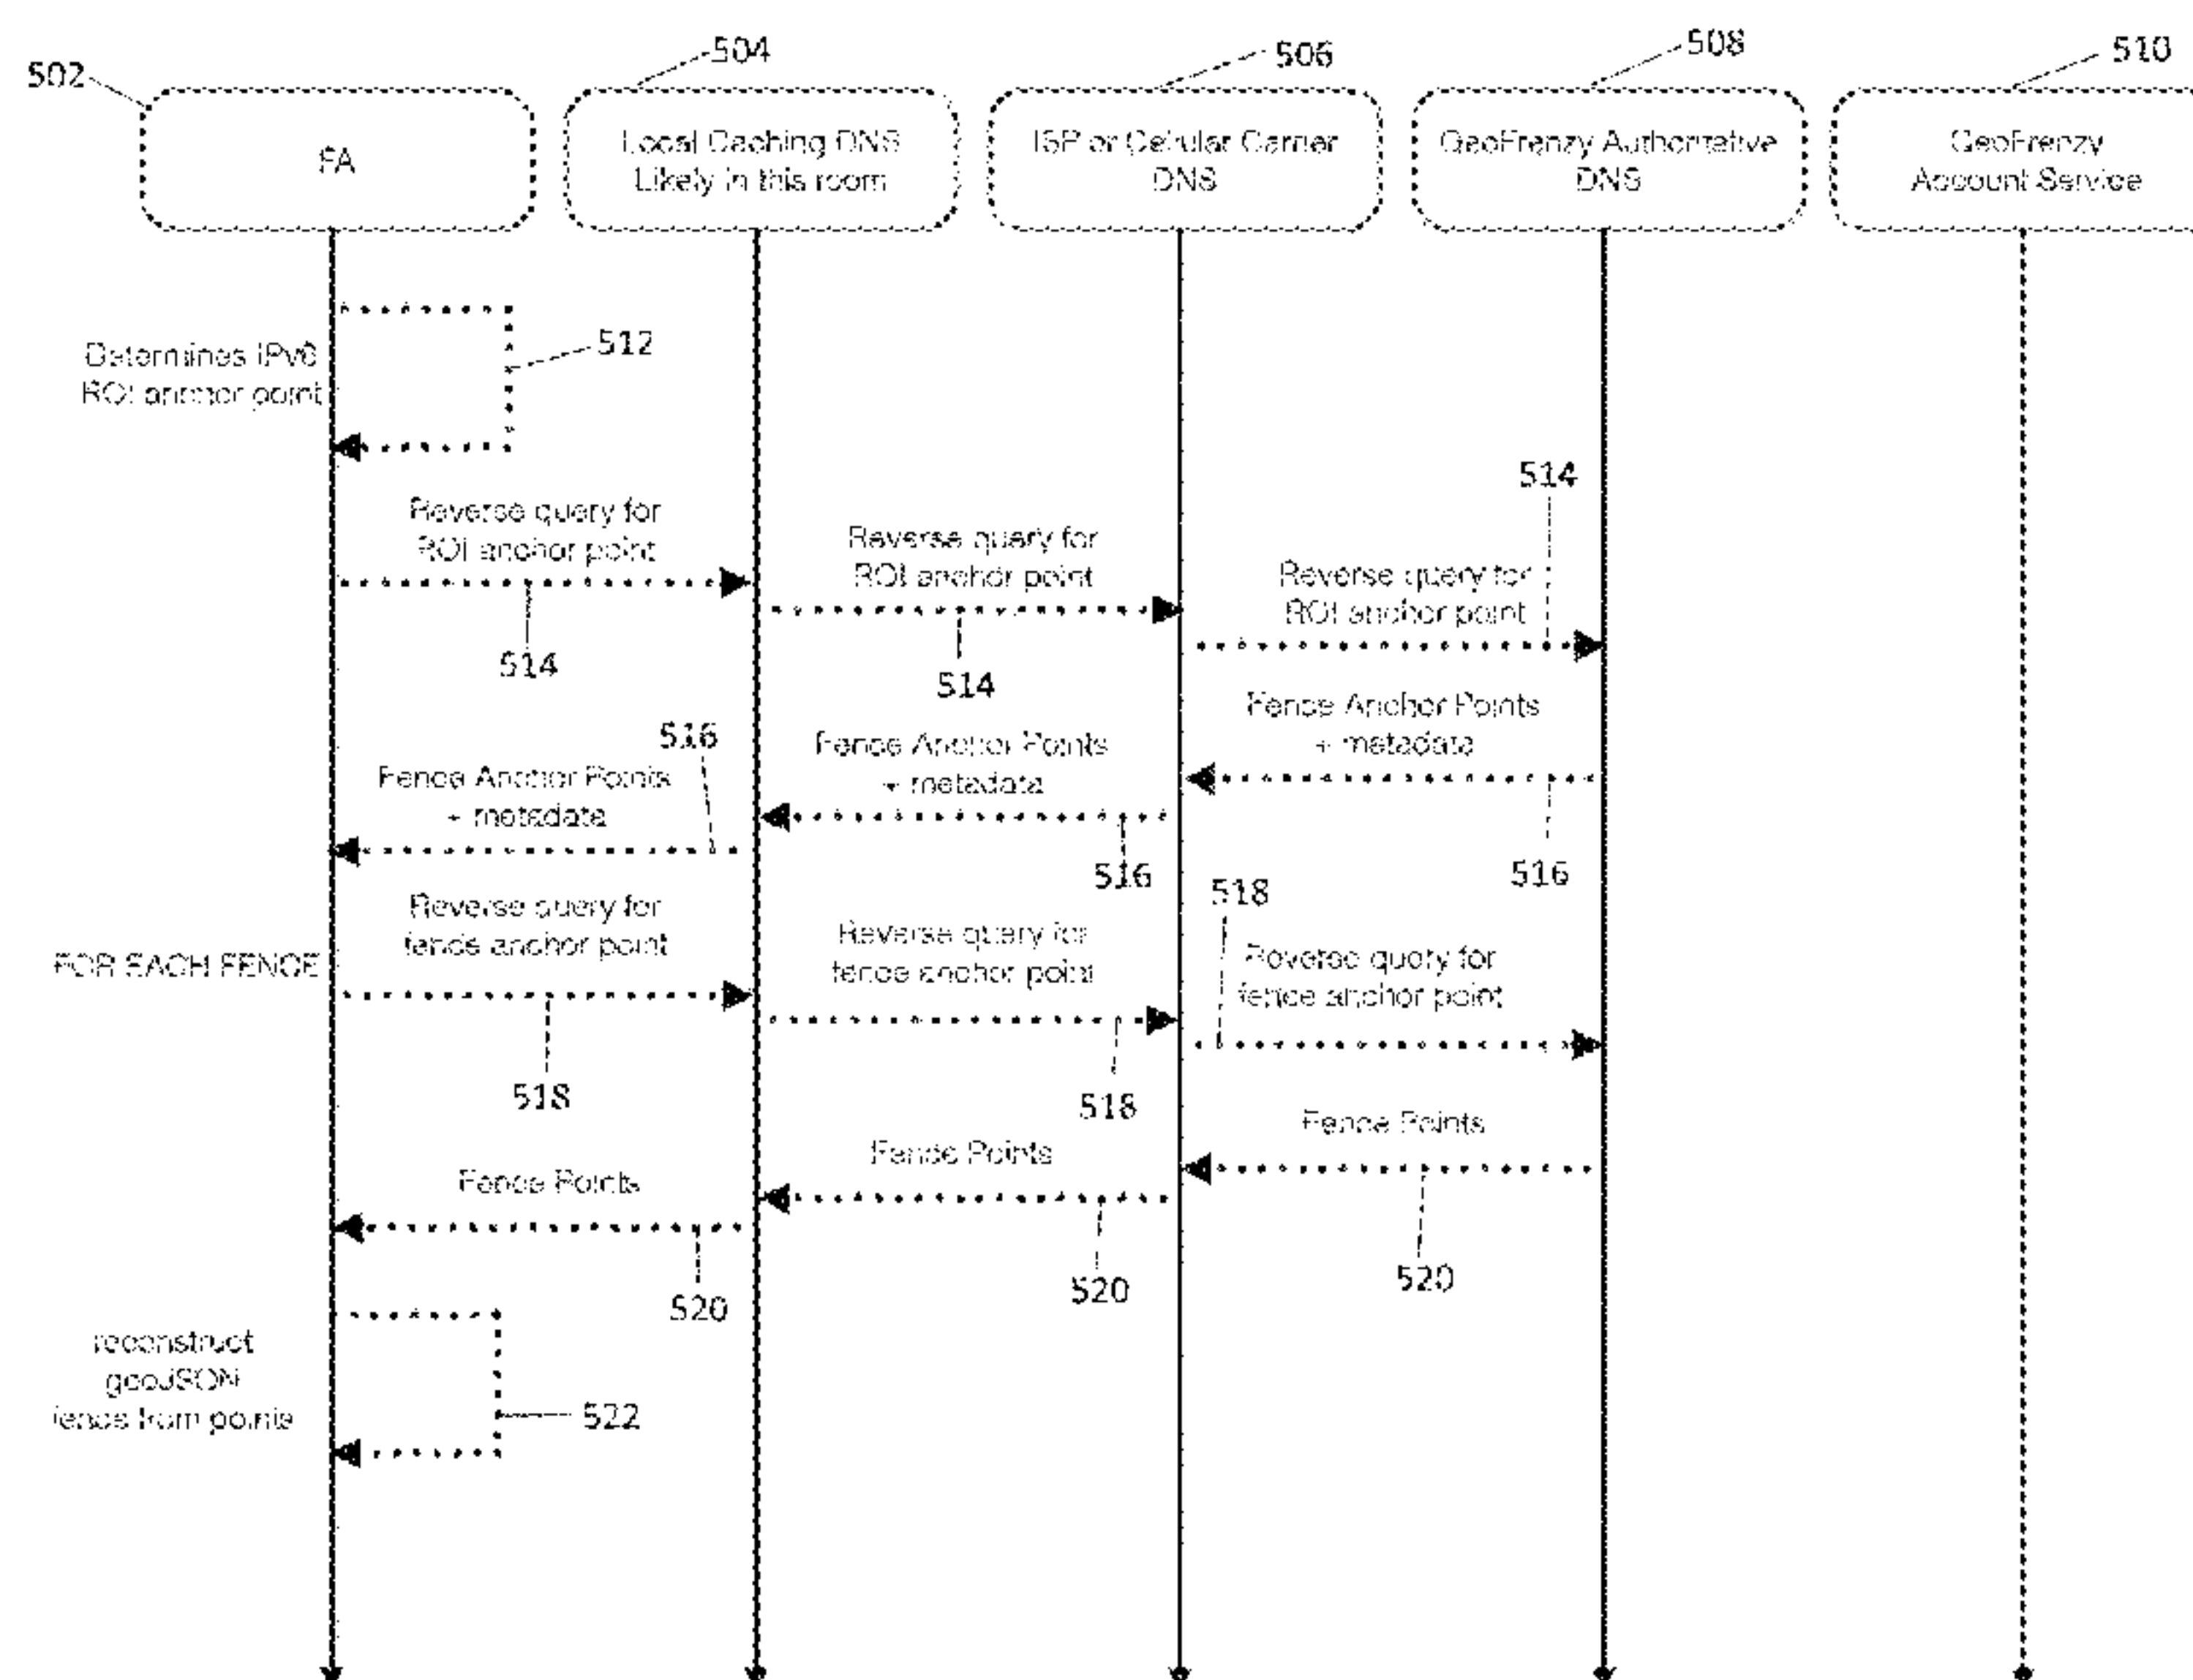 502
504
506
508
510
FA
Local Caching DNS
Likely in this room
ISP or Cellular Carrier
DNS
GeoFrenzy Authoritative
DNS
GeoFrenzy
Account Service
Determines IPv6
ROI anchor point
512
Reverse query for
ROI anchor point
514
Reverse query for
ROI anchor point
514
514
Reverse query for
ROI anchor point
Fence Anchor Points
+ metadata
516
Fence Anchor Points
+ metadata
516
516
Fence Anchor Points
+ metadata
FOR EACH FENCE
Reverse query for
fence anchor point
518
Reverse query for
fence anchor point
518
518
Reverse query for
fence anchor point
Fence Points
520
Fence Points
520
Fence Points
520
reconstruct
geoJSON
fence from points
522